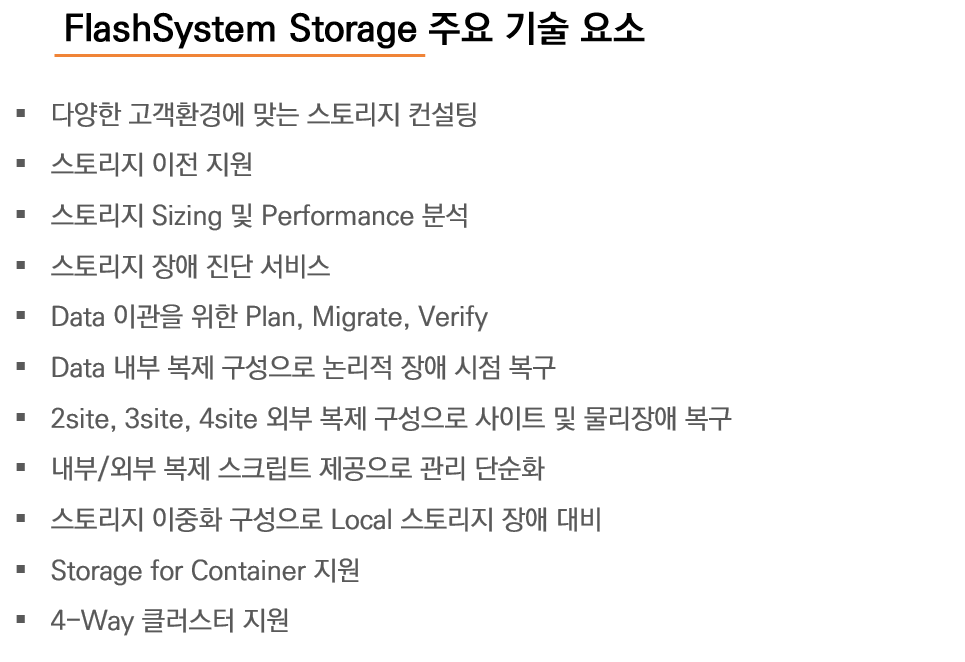 FlashSystem Storage 주요 기술 요소
▪ 다양한 고객환경에 맞는 스토리지 컨설팅
▪ 스토리지 이전 지원
▪ 스토리지 Sizing 및 Performance 분석
▪ 스토리지 장애 진단 서비스
▪ Data 이관을 위한 Plan, Migrate, Verify
▪ Data 내부 복제 구성으로 논리적 장애 시점 복구
▪ 2site, 3site, 4site 외부 복제 구성으로 사이트 및 물리장애 복구
▪ 내부/외부 복제 스크립트 제공으로 관리 단순화
▪ 스토리지 이중화 구성으로 Local 스토리지 장애 대비
▪ Storage for Container 지원
▪ 4-Way 클러스터 지원